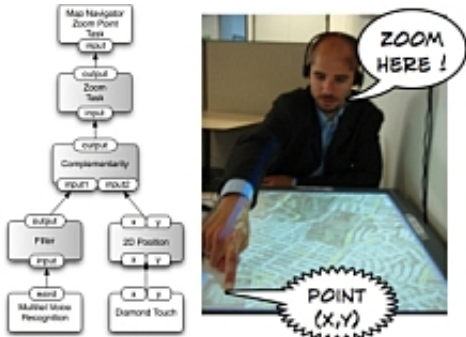 Map Navigator
Zoom Point
Task
input
output
Zoom
Task
input
output
Complementarity
input1 input2
output
Filter
input
x y
2D Position
x y
word
Multitel Voice
Recognition
x y
Diamond Touch
ZOOM
HERE !
POINT
(X,Y)